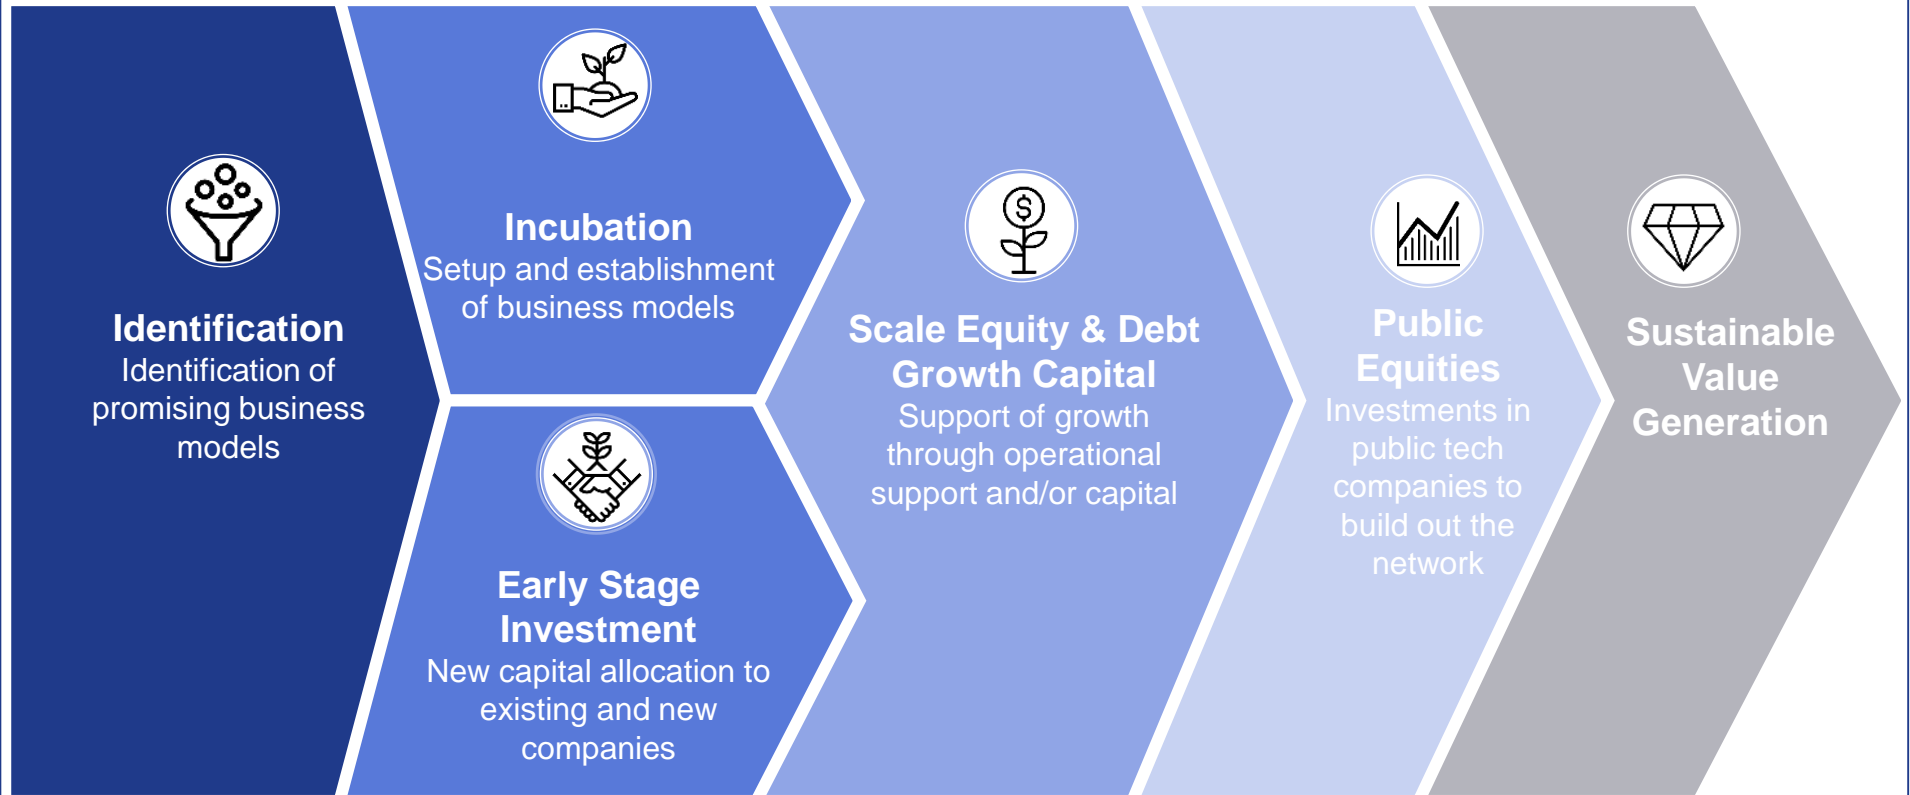 Identification
Identification of
promising business
models
Incubation
Setup and establishment
of business models
Early Stage
Investment
New capital allocation to
existing and new
companies
Scale Equity & Debt
Growth Capital
Support of growth
through operational
support and/or capital
Public
Equities
Investments in
public tech
companies to
build out the
network
Sustainable
Value
Generation